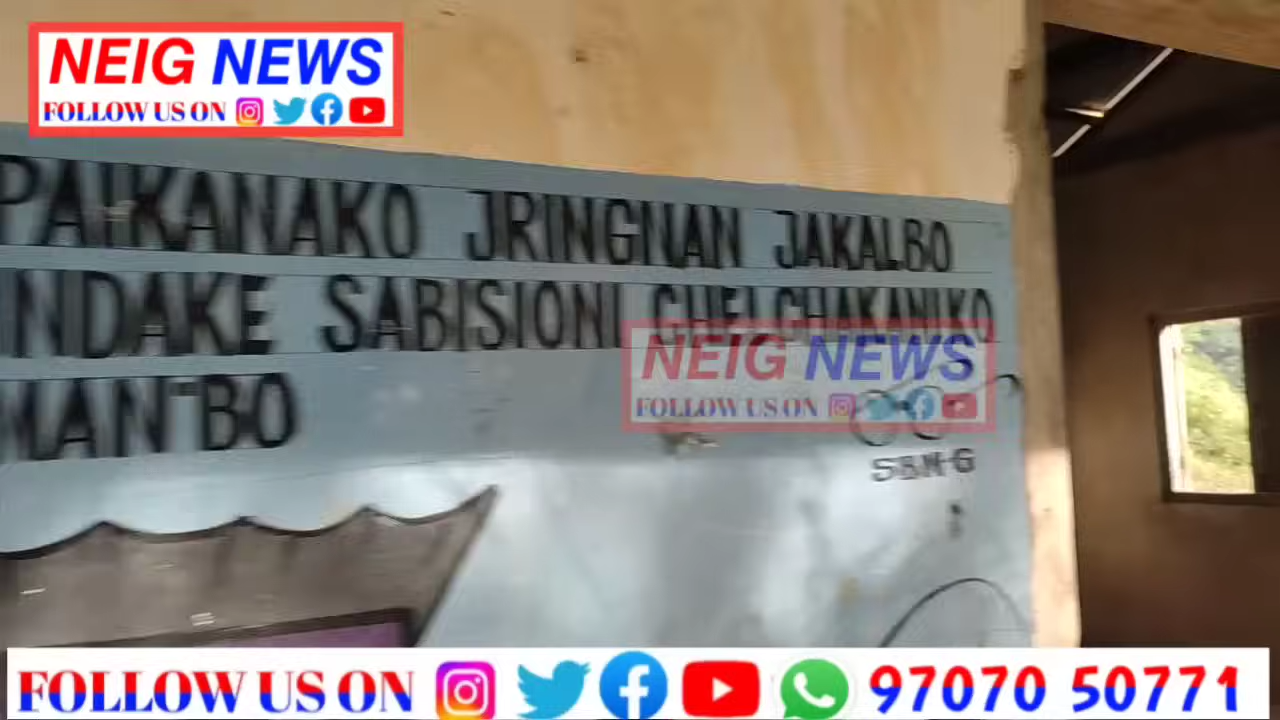 NEIG NEWS
FOLLOW US ON
PAIKANAKO JRINGNAN JAKALBO
NDAKE SABISIONI
MAN·BO
NEIG NEWS
FOLLOW US ON
SBM-G
FOLLOW US ON 97070 50771